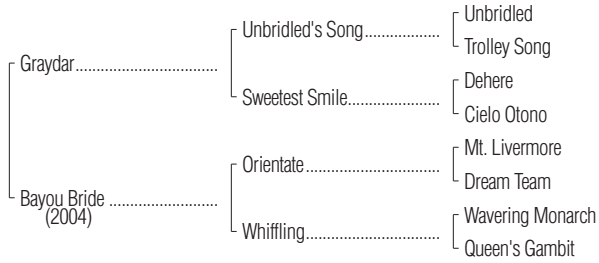 Unbridled
Unbridled's Song..................
Trolley Song
Graydar..................................
Dehere
Sweetest Smile......................
Cielo Otono
Mt. Livermore
Orientate................................
Dream Team
Bayou Bride ..........................
(2004)
Wavering Monarch
Whiffling................................
Queen's Gambit